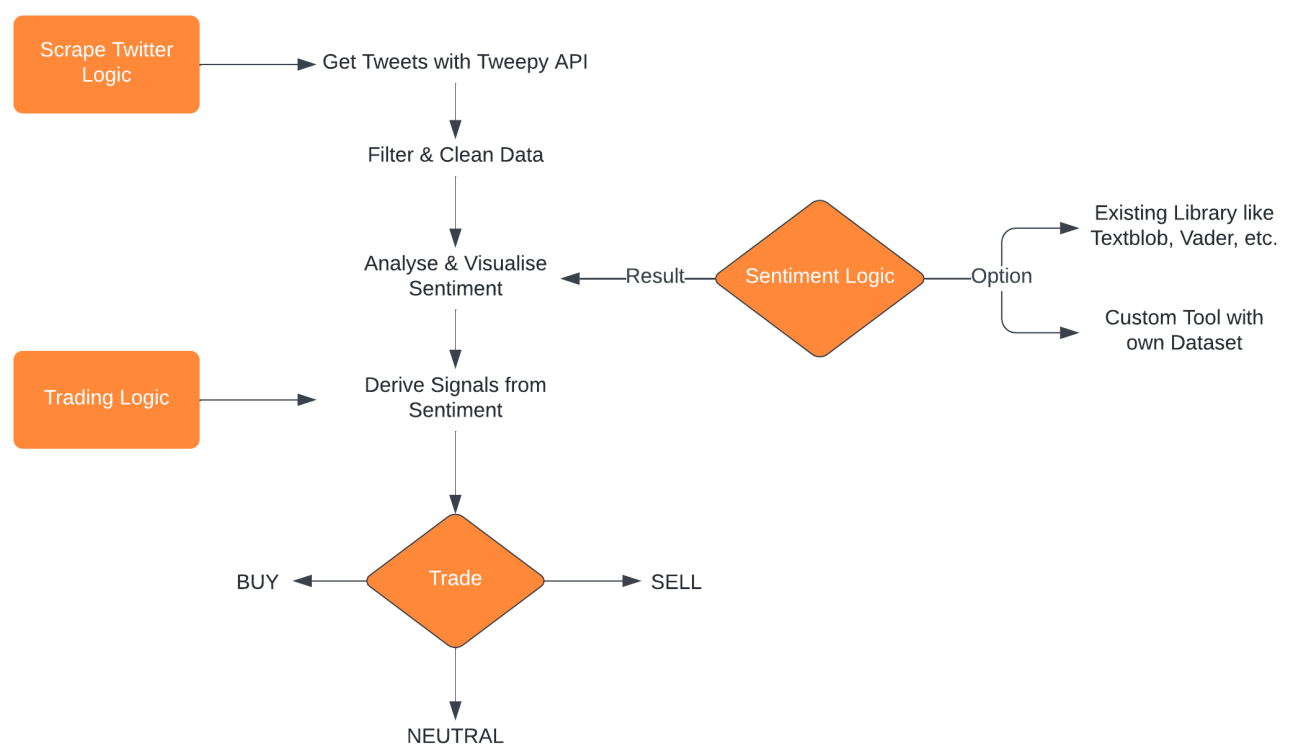 Scrape Twitter
Logic
Get Tweets with Tweepy API
Filter & Clean Data
Analyse & Visualise
Sentiment
Result
Sentiment Logic
Option
Existing Library like
Textblob, Vader, etc.
Custom Tool with
own Dataset
Trading Logic
Derive Signals from
Sentiment
BUY
Trade
SELL
NEUTRAL